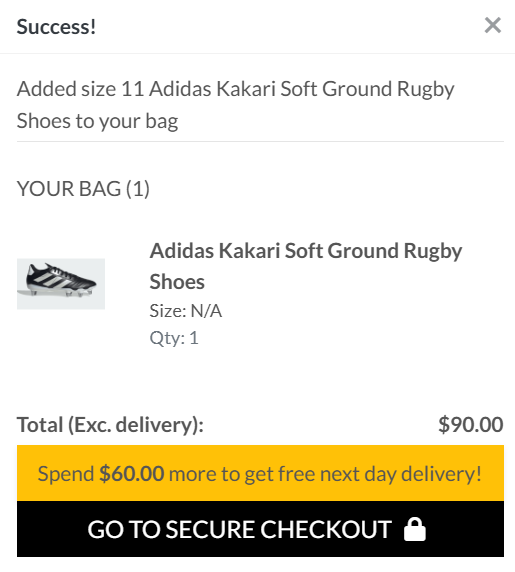 Success!
Added size 11 Adidas Kakari Soft Ground Rugby
Shoes to your bag
YOUR BAG (1)
Adidas Kakari Soft Ground Rugby
Shoes
Size: N/A
Qty: 1
Total (Exc. delivery): $90.00
Spend $60.00 more to get free next day delivery!
GO TO SECURE CHECKOUT